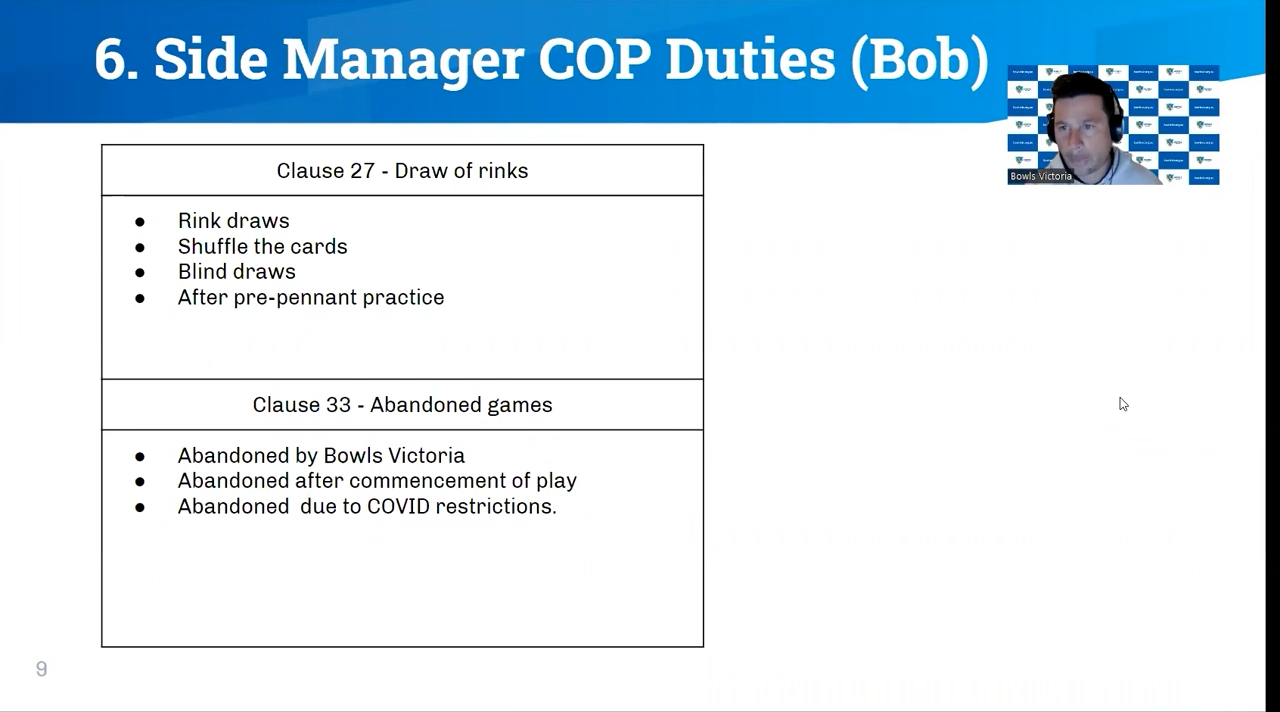 6. Side Manager COP Duties (Bob)
Bowls Victoria
Clause 27 - Draw of rinks
● Rink draws
● Shuffle the cards
● Blind draws
● After pre-pennant practice
Clause 33 - Abandoned games
● Abandoned by Bowls Victoria
● Abandoned after commencement of play
● Abandoned  due to COVID restrictions.
9